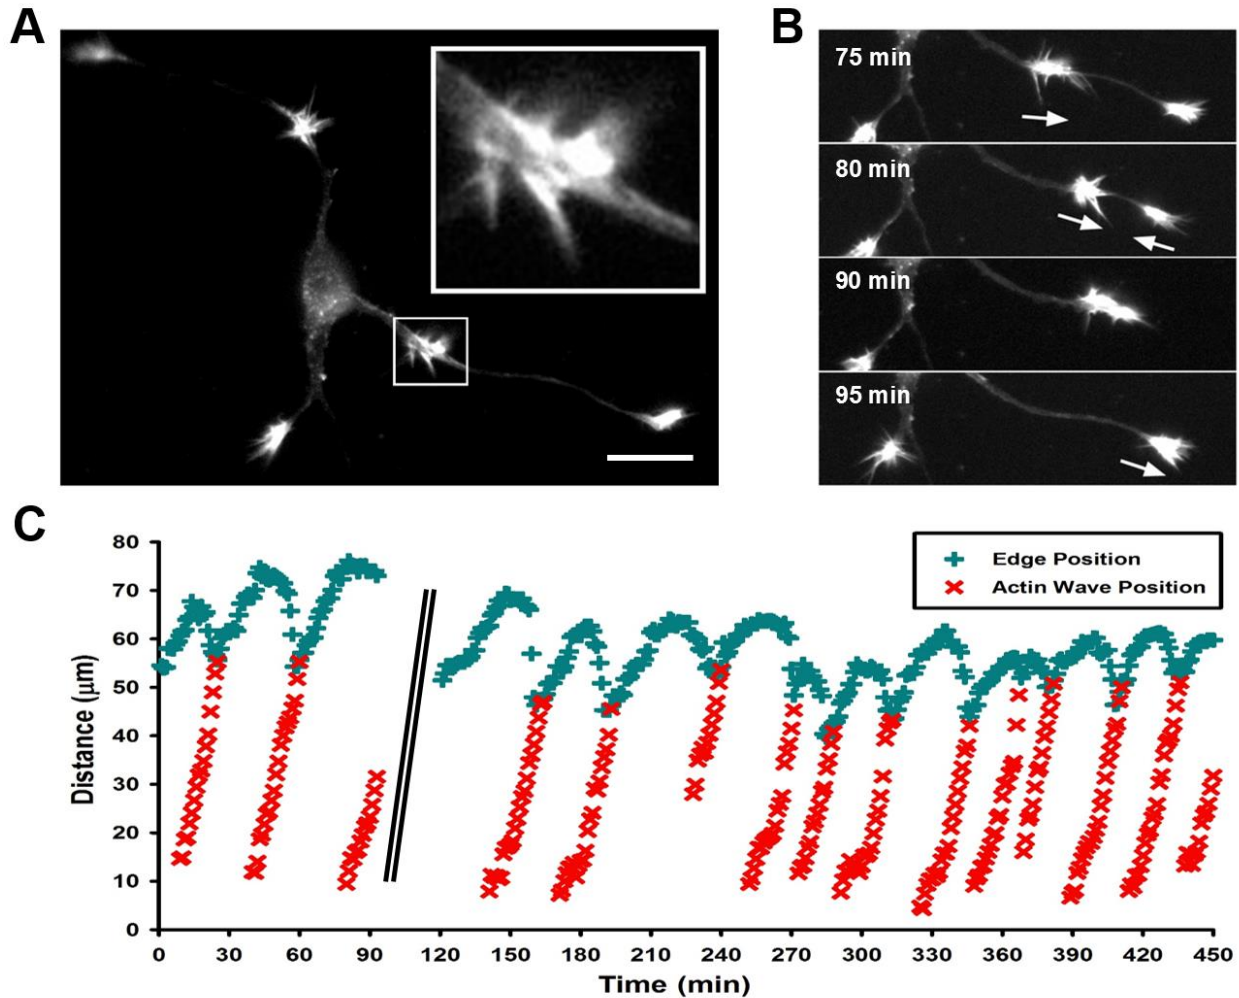 A
B
75 min
80 min
90 min
95 min
C
80
70
60
50
40
30
20
10
0
Distance (μm)
Edge Position
Actin Wave Position
0 30 60 90 120 150 180 210 240 270 300 330 360 390 420 450
Time (min)